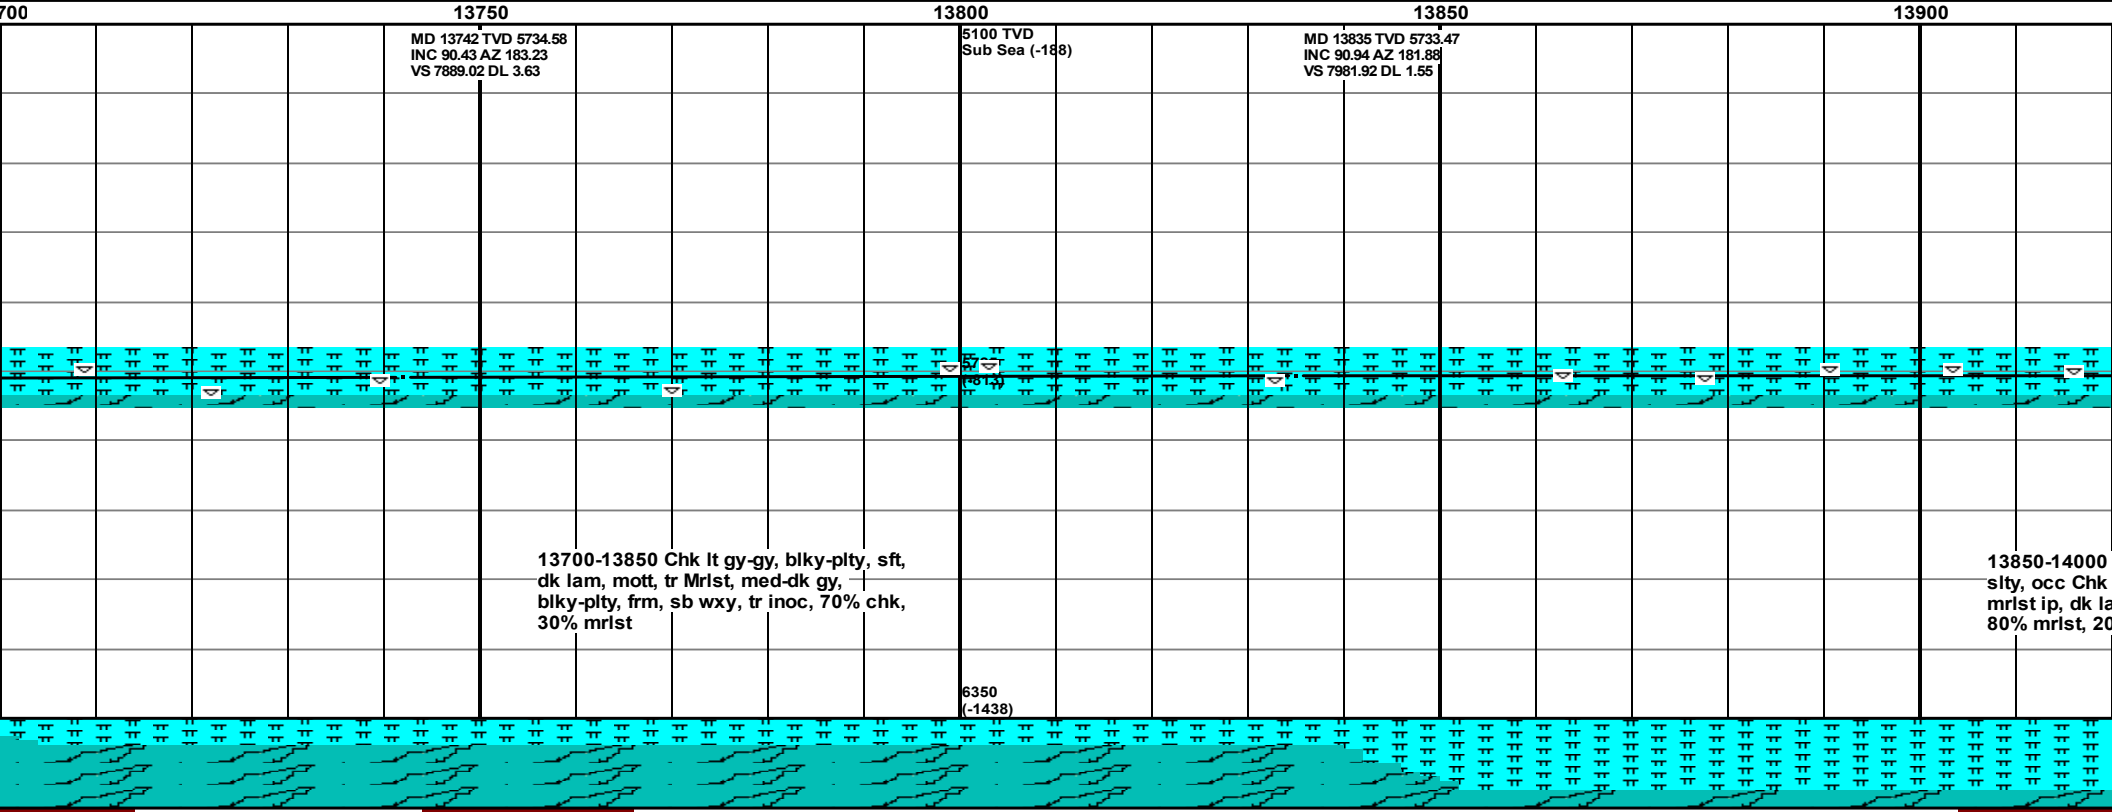 700 13750 13800 13850 13900
MD 13742 TVD 5734.58
INC 90.43 AZ 183.23
VS 7889.02 DL 3.63
5100 TVD
Sub Sea (-188)
MD 13835 TVD 5733.47
INC 90.94 AZ 181.88
VS 7981.92 DL 1.55
(-813)
13700-13850 Chk lt gy-gy, blky-plty, sft,
dk lam, mott, tr Mrlst, med-dk gy,
blky-plty, frm, sb wxy, tr inoc, 70% chk,
30% mrlst
13850-14000
slty, occ Chk
mrlst ip, dk la
80% mrlst, 20
6350
(-1438)